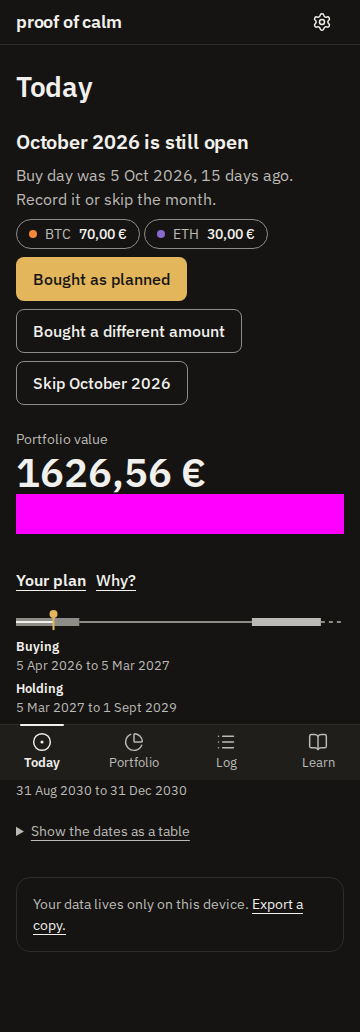 proof of calm
Today
October 2026 is still open
Buy day was 5 Oct 2026, 15 days ago.
Record it or skip the month.
BTC 70,00 € ETH 30,00 €
Bought as planned
Bought a different amount
Skip October 2026
Portfolio value
1626,56 €
Your plan Why?
Buying
5 Apr 2026 to 5 Mar 2027
Holding
5 Mar 2027 to 1 Sept 2029
Today Portfolio Log Learn
31 Aug 2030 to 31 Dec 2030
Show the dates as a table
Your data lives only on this device. Export a
copy.